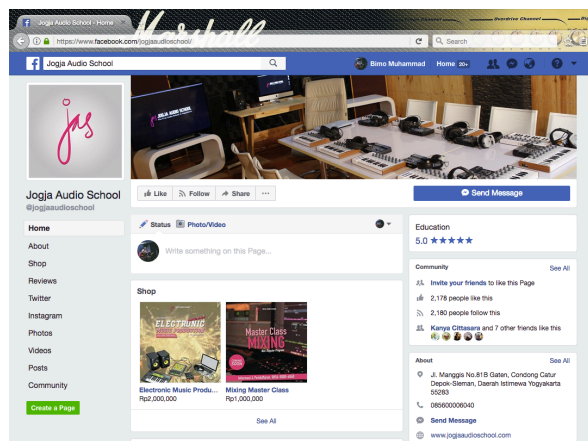 Jogja Audio School - Home
Marshall
Overdrive Channel
https://www.facebook.com/jogjaaudioschool/
Search
Jogja Audio School
Bimo Muhammad
Home 20+
jas
JOGJA AUDIO SCHOOL
Like
Follow
Share
Send Message
Jogja Audio School
@jogjaaudioschool
Home
About
Shop
Reviews
Twitter
Instagram
Photos
Videos
Posts
Community
Create a Page
Status
Photo/Video
Write something on this Page...
Shop
ELECTRONIC
MUSIC PRODUCTION
Master Class
MIXING
Electronic Music Produ...
Rp2,000,000
Mixing Master Class
Rp1,000,000
See All
Education
5.0
Community
See All
Invite your friends to like this Page
2,178 people like this
2,180 people follow this
Kanya Cittasara and 7 other friends like this
About
See All
Jl. Manggis No.81B Gaten, Condong Catur
Depok-Sleman, Daerah Istimewa Yogyakarta
55283
085600006040
Send Message
www.jogjaaudioschool.com